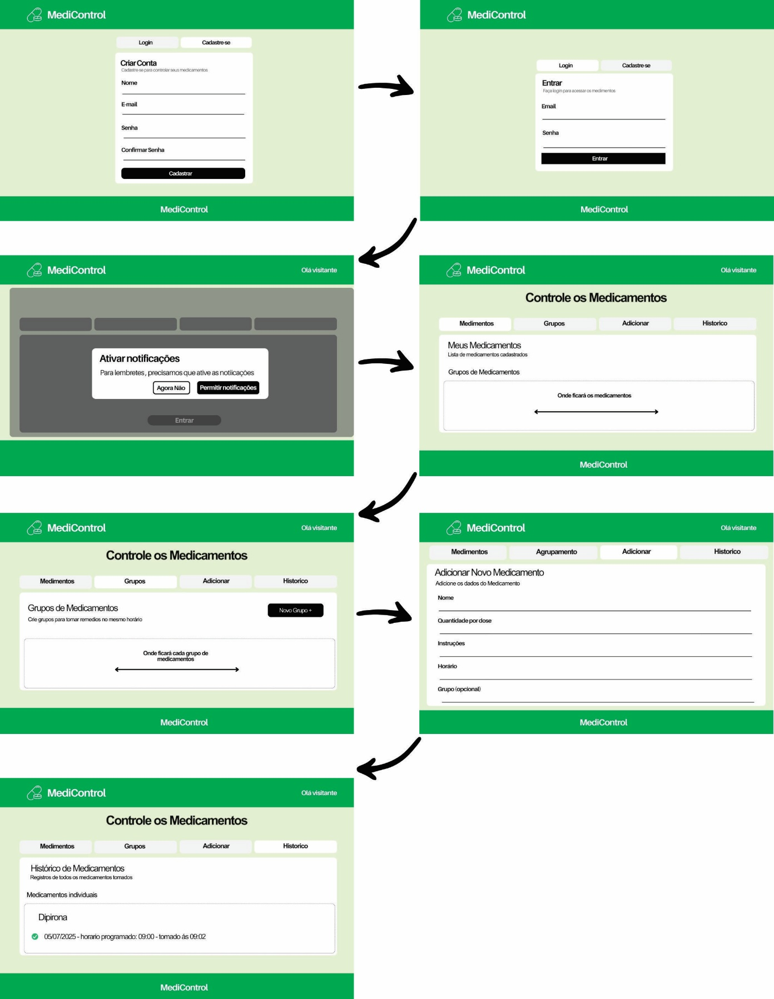 MediControl
Login
Cadastre-se
Criar Conta
Cadastre-se para controlar seus medicamentos
Nome
E-mail
Senha
Confirmar Senha
Cadastrar
MediControl
MediControl
Login
Cadastre-se
Entrar
Faça login para acessar os medimentos
Email
Senha
Entrar
MediControl
MediControl
Olá visitante
Ativar notificações
Para lembretes, precisamos que ative as notiicações
Agora Não
Permitir notificações
Entrar
MediControl
Olá visitante
Controle os Medicamentos
Medimentos
Grupos
Adicionar
Historico
Meus Medicamentos
Lista de medicamentos cadastrados
Grupos de Medicamentos
Onde ficará os medicamentos
MediControl
MediControl
Olá visitante
Controle os Medicamentos
Medimentos
Grupos
Adicionar
Historico
Grupos de Medicamentos
Novo Grupo +
Crie grupos para tomar remedios no mesmo horário
Onde ficará cada grupo de
medicamentos
MediControl
MediControl
Olá visitante
Medimentos
Agrupamento
Adicionar
Historico
Adicionar Novo Medicamento
Adicione os dados do Medicamento
Nome
Quantidade por dose
Instruções
Horário
Grupo (opcional)
MediControl
MediControl
Olá visitante
Controle os Medicamentos
Medimentos
Grupos
Adicionar
Historico
Histórico de Medicamentos
Registros de todos os medicamentos tomados
Medicamentos individuais
Dipirona
05/07/2025 - horario programado: 09:00 - tomado ás 09:02
MediControl